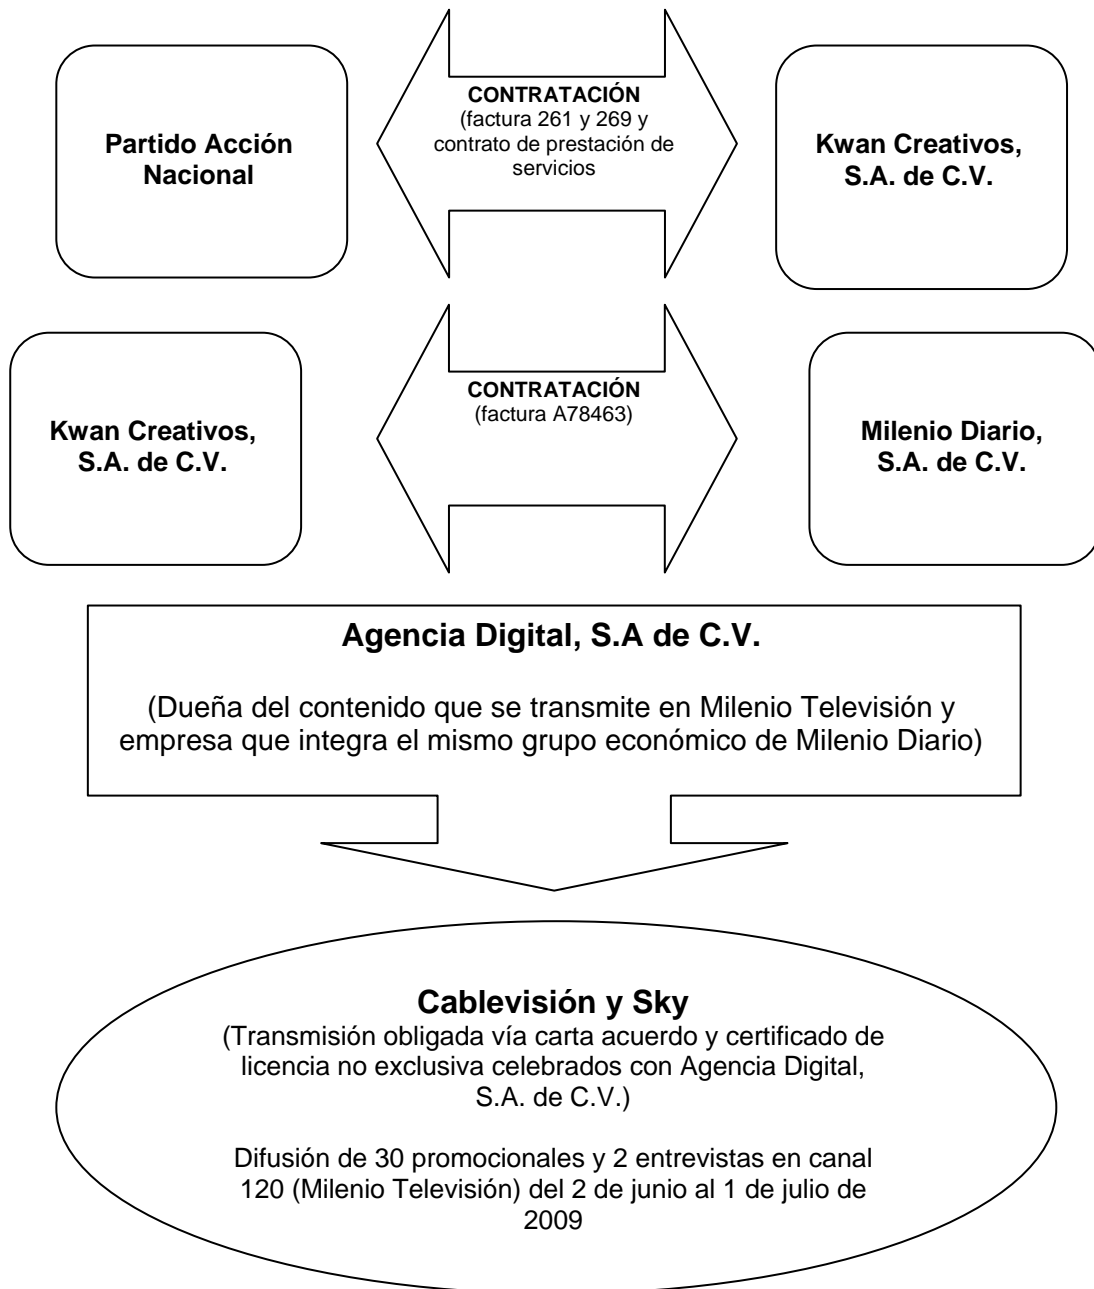 Partido Acción
Nacional
CONTRATACIÓN
(factura 261 y 269 y
contrato de prestación de
servicios
Kwan Creativos,
S.A. de C.V.
Kwan Creativos,
S.A. de C.V.
CONTRATACIÓN
(factura A78463)
Milenio Diario,
S.A. de C.V.
Agencia Digital, S.A de C.V.
(Dueña del contenido que se transmite en Milenio Televisión y
empresa que integra el mismo grupo económico de Milenio Diario)
Cablevisión y Sky
(Transmisión obligada vía carta acuerdo y certificado de
licencia no exclusiva celebrados con Agencia Digital,
S.A. de C.V.)
Difusión de 30 promocionales y 2 entrevistas en canal
120 (Milenio Televisión) del 2 de junio al 1 de julio de
2009